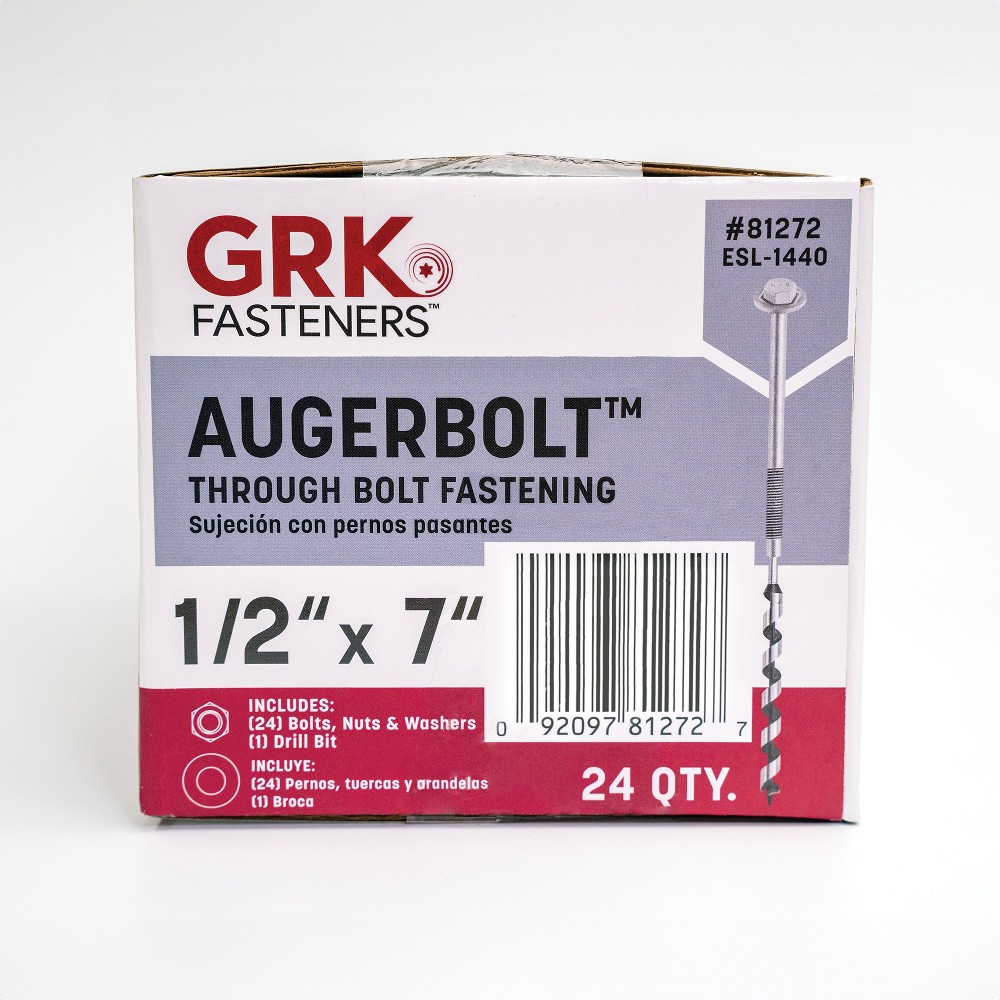 GRK
FASTENERS™
#81272
ESL-1440
AUGERBOLT™
THROUGH BOLT FASTENING
Sujeción con pernos pasantes
1/2“ x 7“
INCLUDES:
(24) Bolts, Nuts & Washers
(1) Drill Bit
INCLUYE:
(24) Pernos, tuercas y arandelas
(1) Broca
0 92097 81272 7
24 QTY.